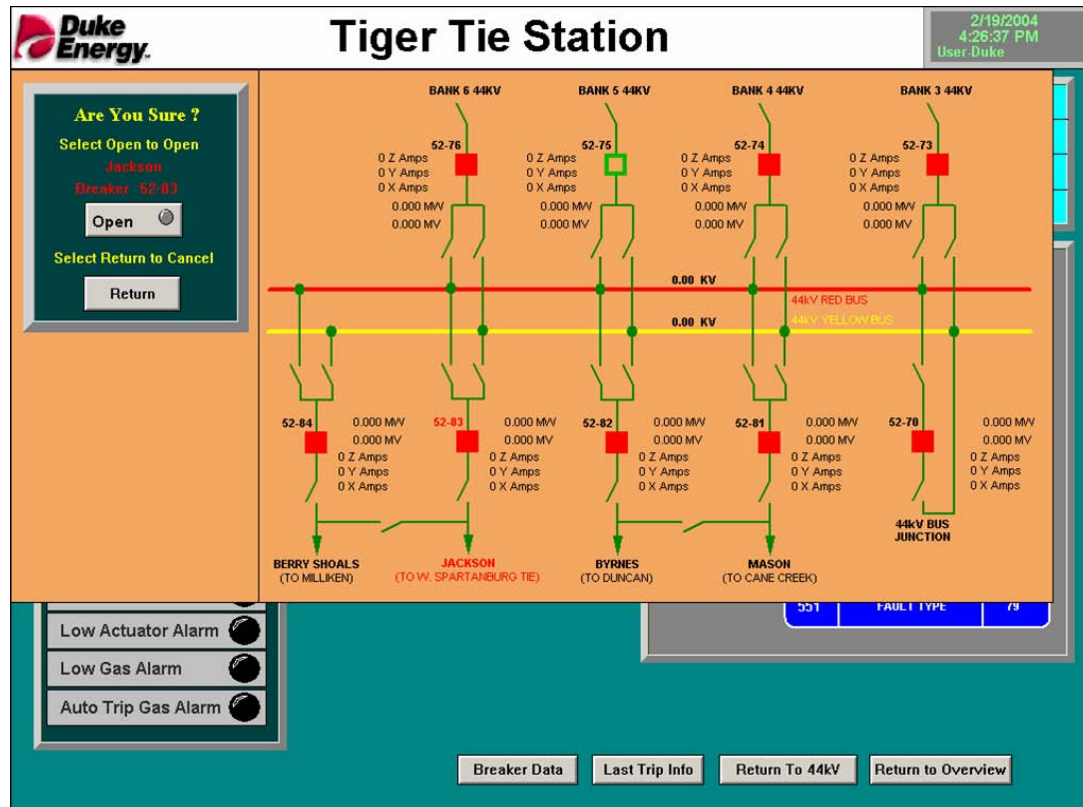 Duke
Energy.
Tiger Tie Station
2/19/2004
4:26:37 PM
User-Duke
Are You Sure ?
Select Open to Open
Jackson
Breaker 52-83
Open
Select Return to Cancel
Return
BANK 6 44KV
BANK 5 44KV
BANK 4 44KV
BANK 3 44KV
52-76
0 Z Amps
0 Y Amps
0 X Amps
0.000 MW
0.000 MV
52-75
0 Z Amps
0 Y Amps
0 X Amps
0.000 MW
0.000 MV
52-74
0 Z Amps
0 Y Amps
0 X Amps
0.000 MW
0.000 MV
52-73
0 Z Amps
0 Y Amps
0 X Amps
0.000 MW
0.000 MV
0.00 KV
44kV RED BUS
0.00 KV
44kV YELLOW BUS
52-84
0.000 MW
0.000 MV
0 Z Amps
0 Y Amps
0 X Amps
52-83
0.000 MW
0.000 MV
0 Z Amps
0 Y Amps
0 X Amps
52-82
0.000 MW
0.000 MV
0 Z Amps
0 Y Amps
0 X Amps
52-81
0.000 MW
0.000 MV
0 Z Amps
0 Y Amps
0 X Amps
52-70
0.000 MW
0.000 MV
0 Z Amps
0 Y Amps
0 X Amps
44kV BUS
JUNCTION
BERRY SHOALS
(TO MILLIKEN)
JACKSON
(TO W. SPARTANBURG TIE)
BYRNES
(TO DUNCAN)
MASON
(TO CANE CREEK)
551 FAULT TYPE 79
Low Actuator Alarm
Low Gas Alarm
Auto Trip Gas Alarm
Breaker Data
Last Trip Info
Return To 44kV
Return to Overview